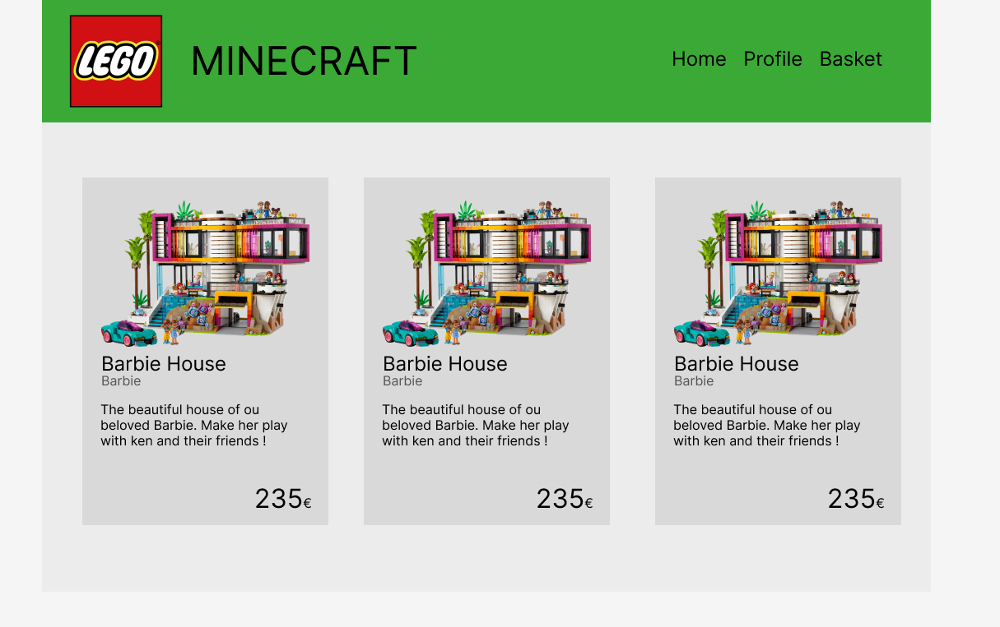 LEGO
MINECRAFT
Home Profile Basket
Barbie House
Barbie
The beautiful house of ou
beloved Barbie. Make her play
with ken and their friends !
235€
Barbie House
Barbie
The beautiful house of ou
beloved Barbie. Make her play
with ken and their friends !
235€
Barbie House
Barbie
The beautiful house of ou
beloved Barbie. Make her play
with ken and their friends !
235€